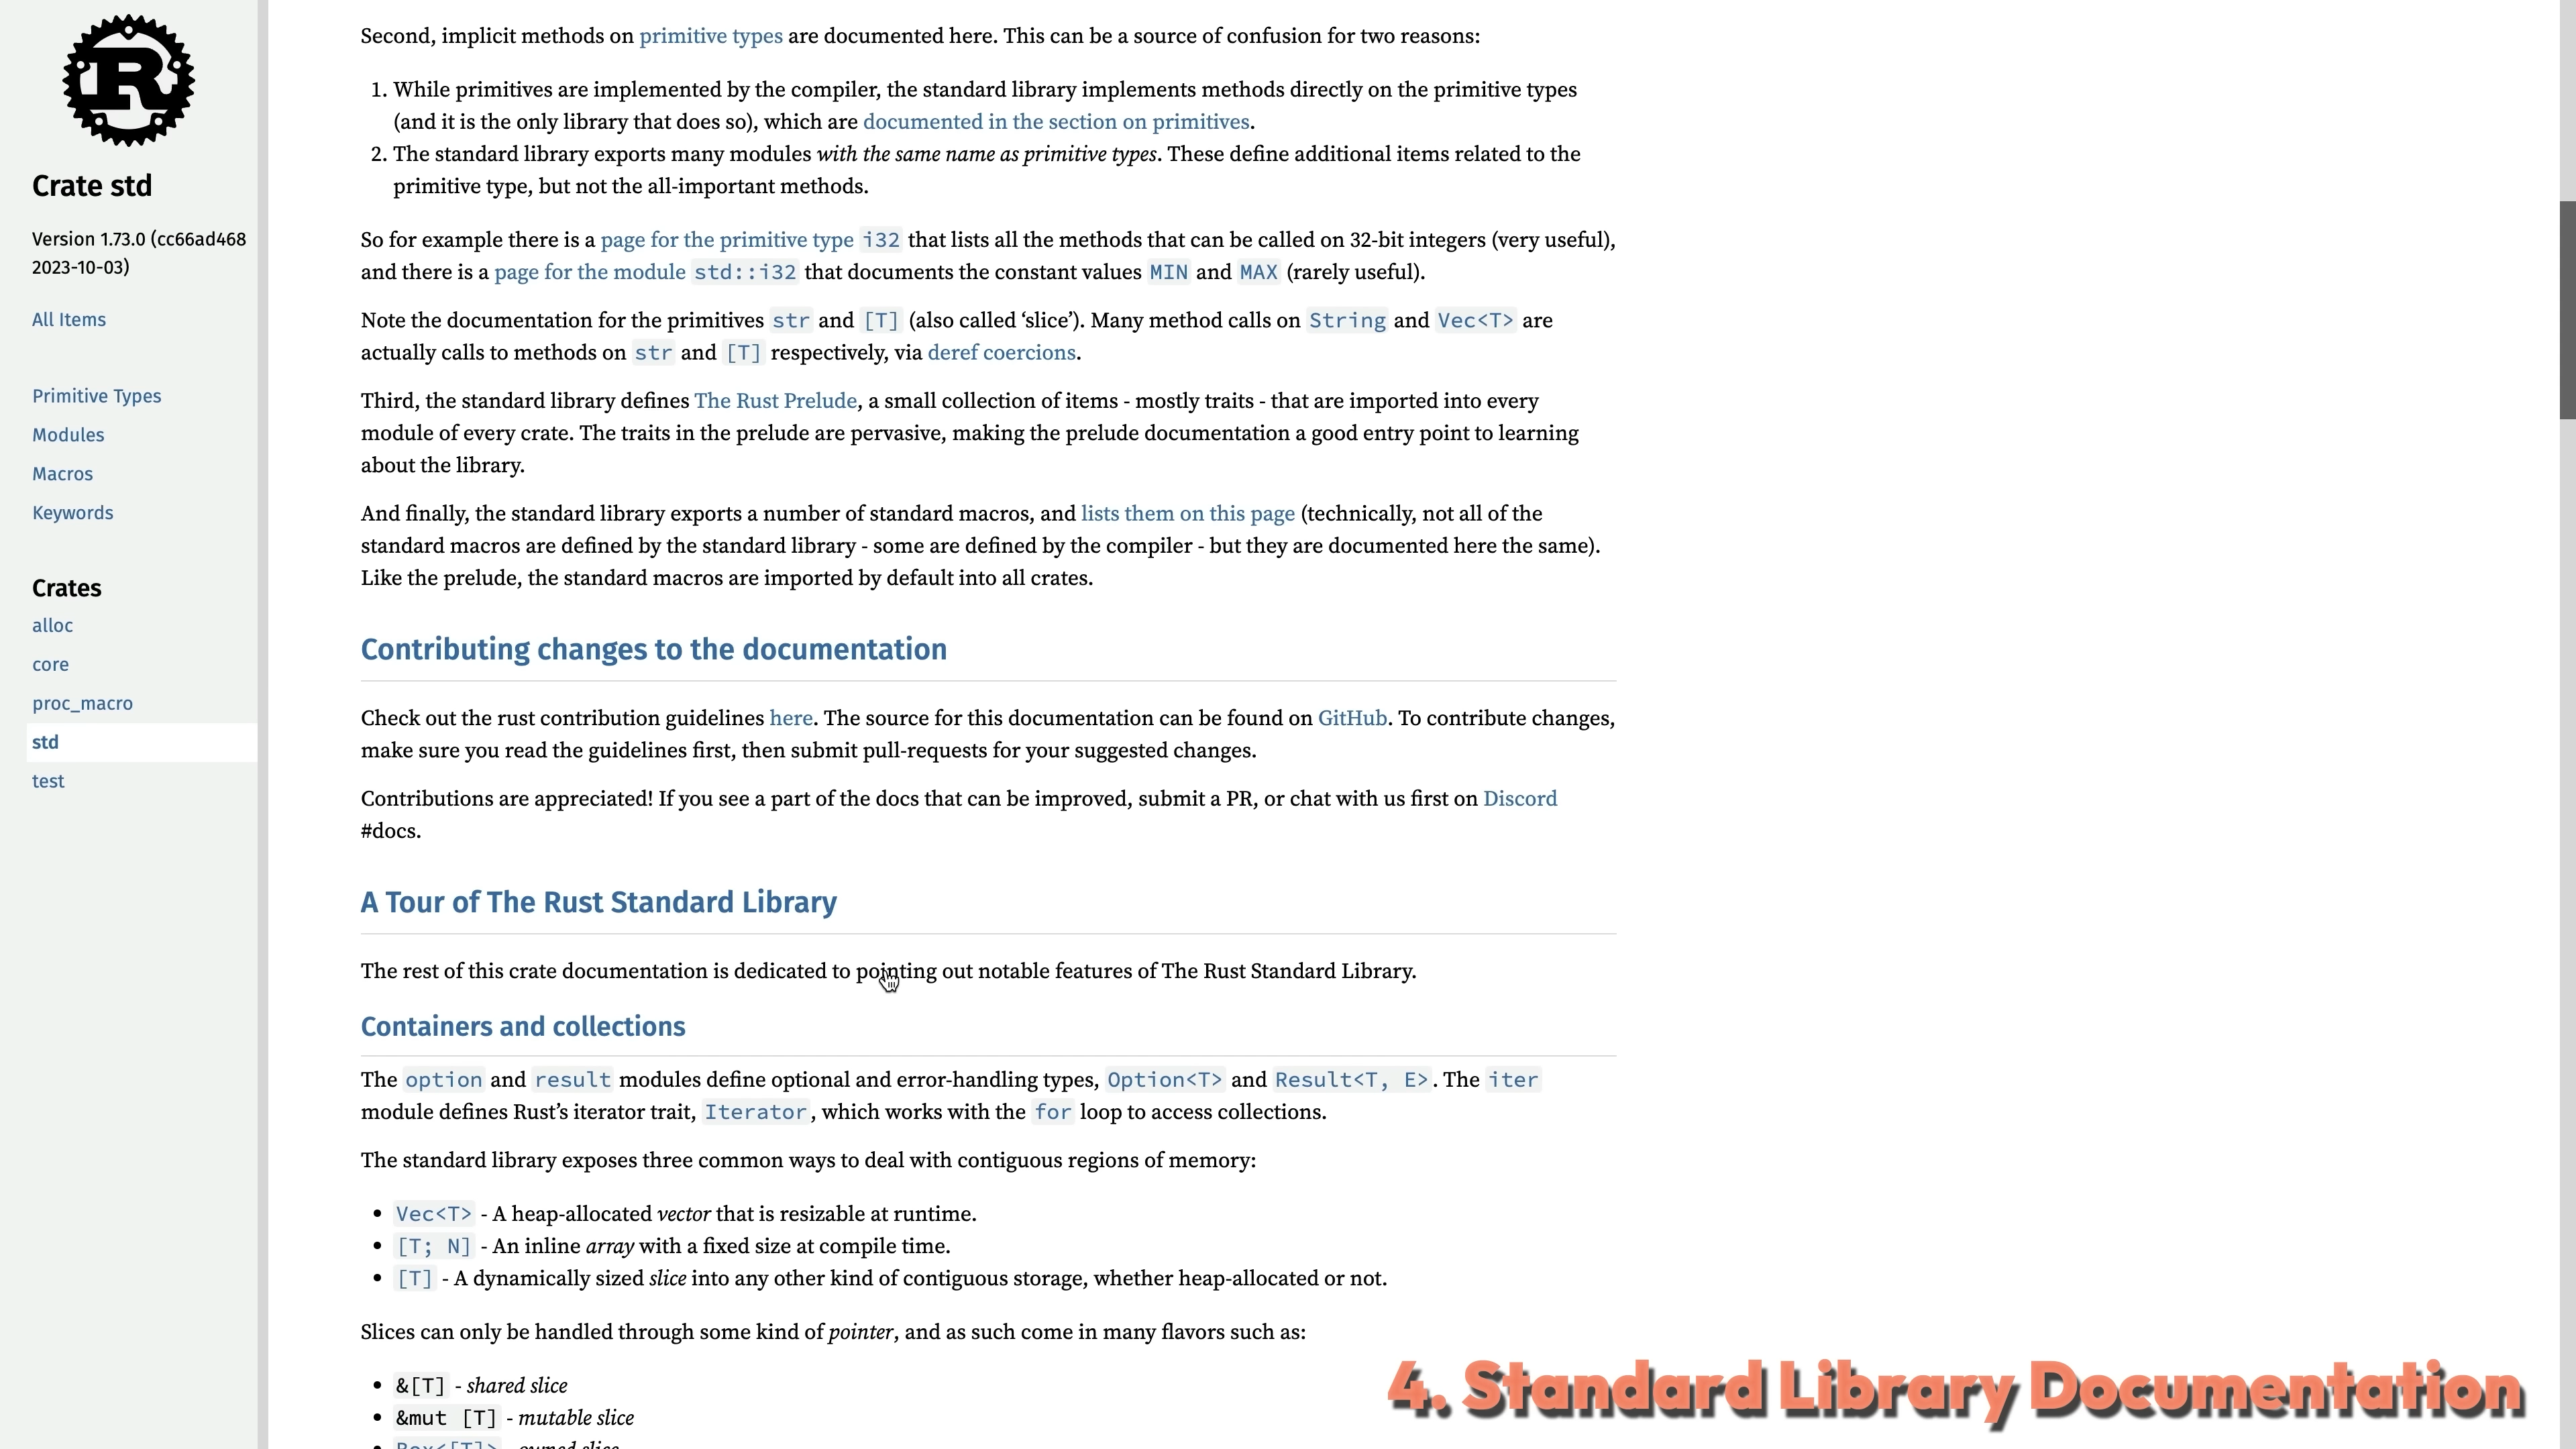 R
Crate std
Version 1.73.0 (cc66ad468
2023-10-03)
All Items
Primitive Types
Modules
Macros
Keywords
Crates
alloc
core
proc_macro
std
test
Second, implicit methods on primitive types are documented here. This can be a source of confusion for two reasons:
1. While primitives are implemented by the compiler, the standard library implements methods directly on the primitive types
(and it is the only library that does so), which are documented in the section on primitives.
2. The standard library exports many modules with the same name as primitive types. These define additional items related to the
primitive type, but not the all-important methods.
So for example there is a page for the primitive type i32 that lists all the methods that can be called on 32-bit integers (very useful),
and there is a page for the module std::i32 that documents the constant values MIN and MAX (rarely useful).
Note the documentation for the primitives str and [T] (also called ‘slice’). Many method calls on String and Vec<T> are
actually calls to methods on str and [T] respectively, via deref coercions.
Third, the standard library defines The Rust Prelude, a small collection of items - mostly traits - that are imported into every
module of every crate. The traits in the prelude are pervasive, making the prelude documentation a good entry point to learning
about the library.
And finally, the standard library exports a number of standard macros, and lists them on this page (technically, not all of the
standard macros are defined by the standard library - some are defined by the compiler - but they are documented here the same).
Like the prelude, the standard macros are imported by default into all crates.
Contributing changes to the documentation
Check out the rust contribution guidelines here. The source for this documentation can be found on GitHub. To contribute changes,
make sure you read the guidelines first, then submit pull-requests for your suggested changes.
Contributions are appreciated! If you see a part of the docs that can be improved, submit a PR, or chat with us first on Discord
#docs.
A Tour of The Rust Standard Library
The rest of this crate documentation is dedicated to pointing out notable features of The Rust Standard Library.
Containers and collections
The option and result modules define optional and error-handling types, Option<T> and Result<T, E>. The iter
module defines Rust’s iterator trait, Iterator, which works with the for loop to access collections.
The standard library exposes three common ways to deal with contiguous regions of memory:
• Vec<T> - A heap-allocated vector that is resizable at runtime.
• [T; N] - An inline array with a fixed size at compile time.
• [T] - A dynamically sized slice into any other kind of contiguous storage, whether heap-allocated or not.
Slices can only be handled through some kind of pointer, and as such come in many flavors such as:
• &[T] - shared slice
• &mut [T] - mutable slice
• Box<[T]> - owned slice
4. Standard Library Documentation